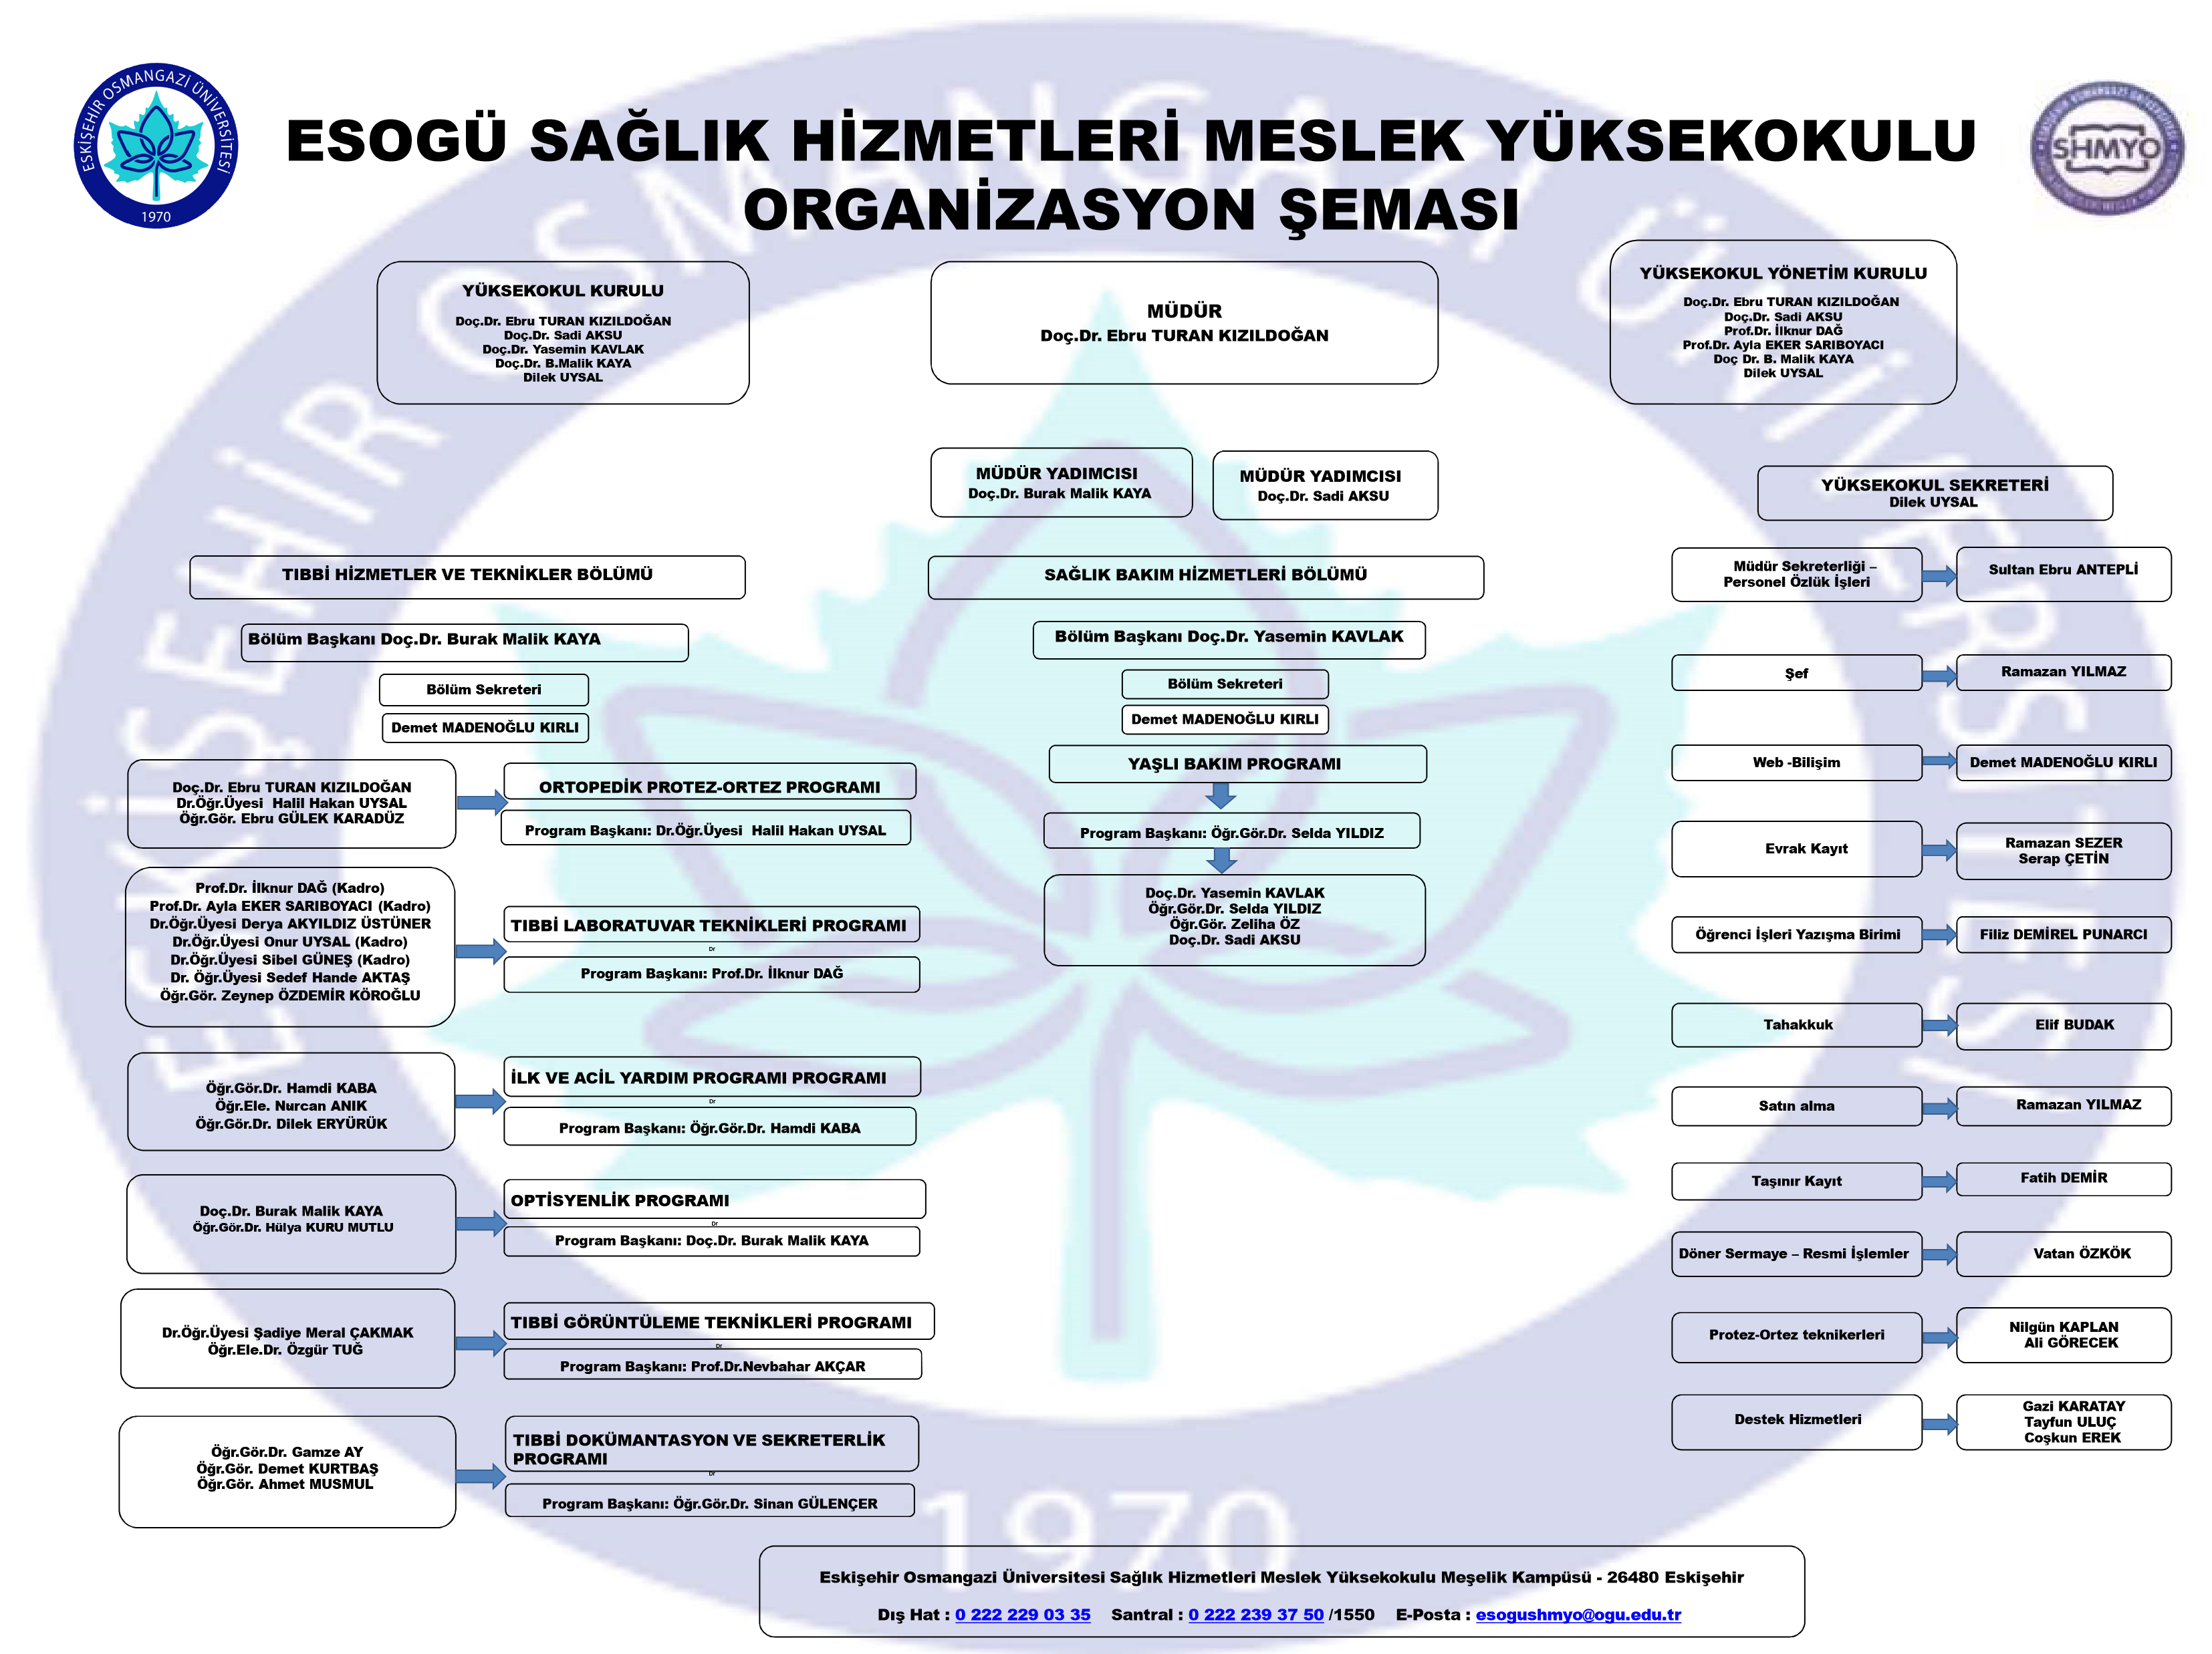 ESKİŞEHİR OSMANGAZİ ÜNİVERSİTESİ
1970
ESOGÜ SAĞLIK HİZMETLERİ MESLEK YÜKSEKOKULU
ORGANİZASYON ŞEMASI
SHMYO
YÜKSEKOKUL KURULU
Doç.Dr. Ebru TURAN KIZILDOĞAN
Doç.Dr. Sadi AKSU
Doç.Dr. Yasemin KAVLAK
Doç.Dr. B.Malik KAYA
Dilek UYSAL
MÜDÜR
Doç.Dr. Ebru TURAN KIZILDOĞAN
YÜKSEKOKUL YÖNETİM KURULU
Doç.Dr. Ebru TURAN KIZILDOĞAN
Doç.Dr. Sadi AKSU
Prof.Dr. İlknur DAĞ
Prof.Dr. Ayla EKER SARIBOYACI
Doç Dr. B. Malik KAYA
Dilek UYSAL
MÜDÜR YADIMCISI
Doç.Dr. Burak Malik KAYA
MÜDÜR YADIMCISI
Doç.Dr. Sadi AKSU
YÜKSEKOKUL SEKRETERİ
Dilek UYSAL
TIBBİ HİZMETLER VE TEKNİKLER BÖLÜMÜ
Bölüm Başkanı Doç.Dr. Burak Malik KAYA
Bölüm Sekreteri
Demet MADENOĞLU KIRLI
Doç.Dr. Ebru TURAN KIZILDOĞAN
Dr.Öğr.Üyesi Halil Hakan UYSAL
Öğr.Gör. Ebru GÜLEK KARADÜZ
ORTOPEDİK PROTEZ-ORTEZ PROGRAMI
Program Başkanı: Dr.Öğr.Üyesi Halil Hakan UYSAL
Prof.Dr. İlknur DAĞ (Kadro)
Prof.Dr. Ayla EKER SARIBOYACI (Kadro)
Dr.Öğr.Üyesi Derya AKYILDIZ ÜSTÜNER
Dr.Öğr.Üyesi Onur UYSAL (Kadro)
Dr.Öğr.Üyesi Sibel GÜNEŞ (Kadro)
Dr. Öğr.Üyesi Sedef Hande AKTAŞ
Öğr.Gör. Zeynep ÖZDEMİR KÖROĞLU
TIBBİ LABORATUVAR TEKNİKLERİ PROGRAMI
Dr
Program Başkanı: Prof.Dr. İlknur DAĞ
Öğr.Gör.Dr. Hamdi KABA
Öğr.Ele. Nurcan ANIK
Öğr.Gör.Dr. Dilek ERYÜRÜK
İLK VE ACİL YARDIM PROGRAMI PROGRAMI
Dr
Program Başkanı: Öğr.Gör.Dr. Hamdi KABA
Doç.Dr. Burak Malik KAYA
Öğr.Gör.Dr. Hülya KURU MUTLU
OPTİSYENLİK PROGRAMI
Dr
Program Başkanı: Doç.Dr. Burak Malik KAYA
Dr.Öğr.Üyesi Şadiye Meral ÇAKMAK
Öğr.Ele.Dr. Özgür TUĞ
TIBBİ GÖRÜNTÜLEME TEKNİKLERİ PROGRAMI
Dr
Program Başkanı: Prof.Dr.Nevbahar AKÇAR
Öğr.Gör.Dr. Gamze AY
Öğr.Gör. Demet KURTBAŞ
Öğr.Gör. Ahmet MUSMUL
TIBBİ DOKÜMANTASYON VE SEKRETERLİK
PROGRAMI
Dr
Program Başkanı: Öğr.Gör.Dr. Sinan GÜLENÇER
SAĞLIK BAKIM HİZMETLERİ BÖLÜMÜ
Bölüm Başkanı Doç.Dr. Yasemin KAVLAK
Bölüm Sekreteri
Demet MADENOĞLU KIRLI
YAŞLI BAKIM PROGRAMI
Program Başkanı: Öğr.Gör.Dr. Selda YILDIZ
Doç.Dr. Yasemin KAVLAK
Öğr.Gör.Dr. Selda YILDIZ
Öğr.Gör. Zeliha ÖZ
Doç.Dr. Sadi AKSU
Müdür Sekreterliği –
Personel Özlük İşleri
Sultan Ebru ANTEPLİ
Şef
Ramazan YILMAZ
Web -Bilişim
Demet MADENOĞLU KIRLI
Evrak Kayıt
Ramazan SEZER
Serap ÇETİN
Öğrenci İşleri Yazışma Birimi
Filiz DEMİREL PUNARCI
Tahakkuk
Elif BUDAK
Satın alma
Ramazan YILMAZ
Taşınır Kayıt
Fatih DEMİR
Döner Sermaye – Resmi İşlemler
Vatan ÖZKÖK
Protez-Ortez teknikerleri
Nilgün KAPLAN
Ali GÖRECEK
Destek Hizmetleri
Gazi KARATAY
Tayfun ULUÇ
Coşkun EREK
ESKİŞEHİR OSMANGAZİ ÜNİVERSİTESİ
1970
Eskişehir Osmangazi Üniversitesi Sağlık Hizmetleri Meslek Yüksekokulu Meşelik Kampüsü - 26480 Eskişehir
Dış Hat : 0 222 229 03 35 Santral : 0 222 239 37 50 /1550 E-Posta : esogushmyo@ogu.edu.tr